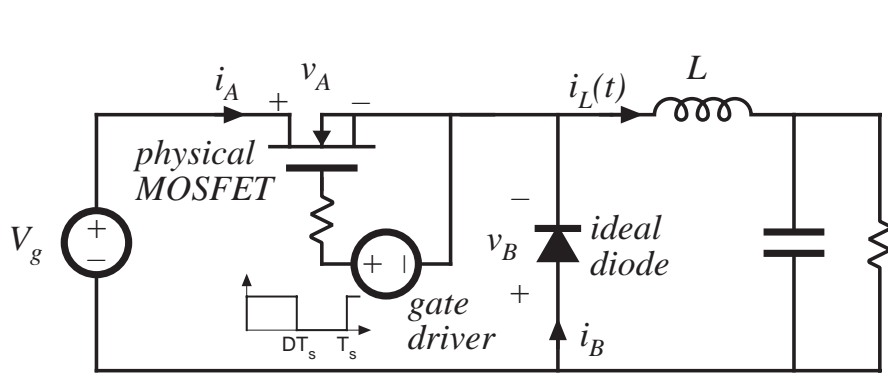 i_A
+ v_A −
i_L(t)
L
physical
MOSFET
V_g
+
−
+ −
gate
driver
DT_s T_s
−
v_B
+
ideal
diode
i_B